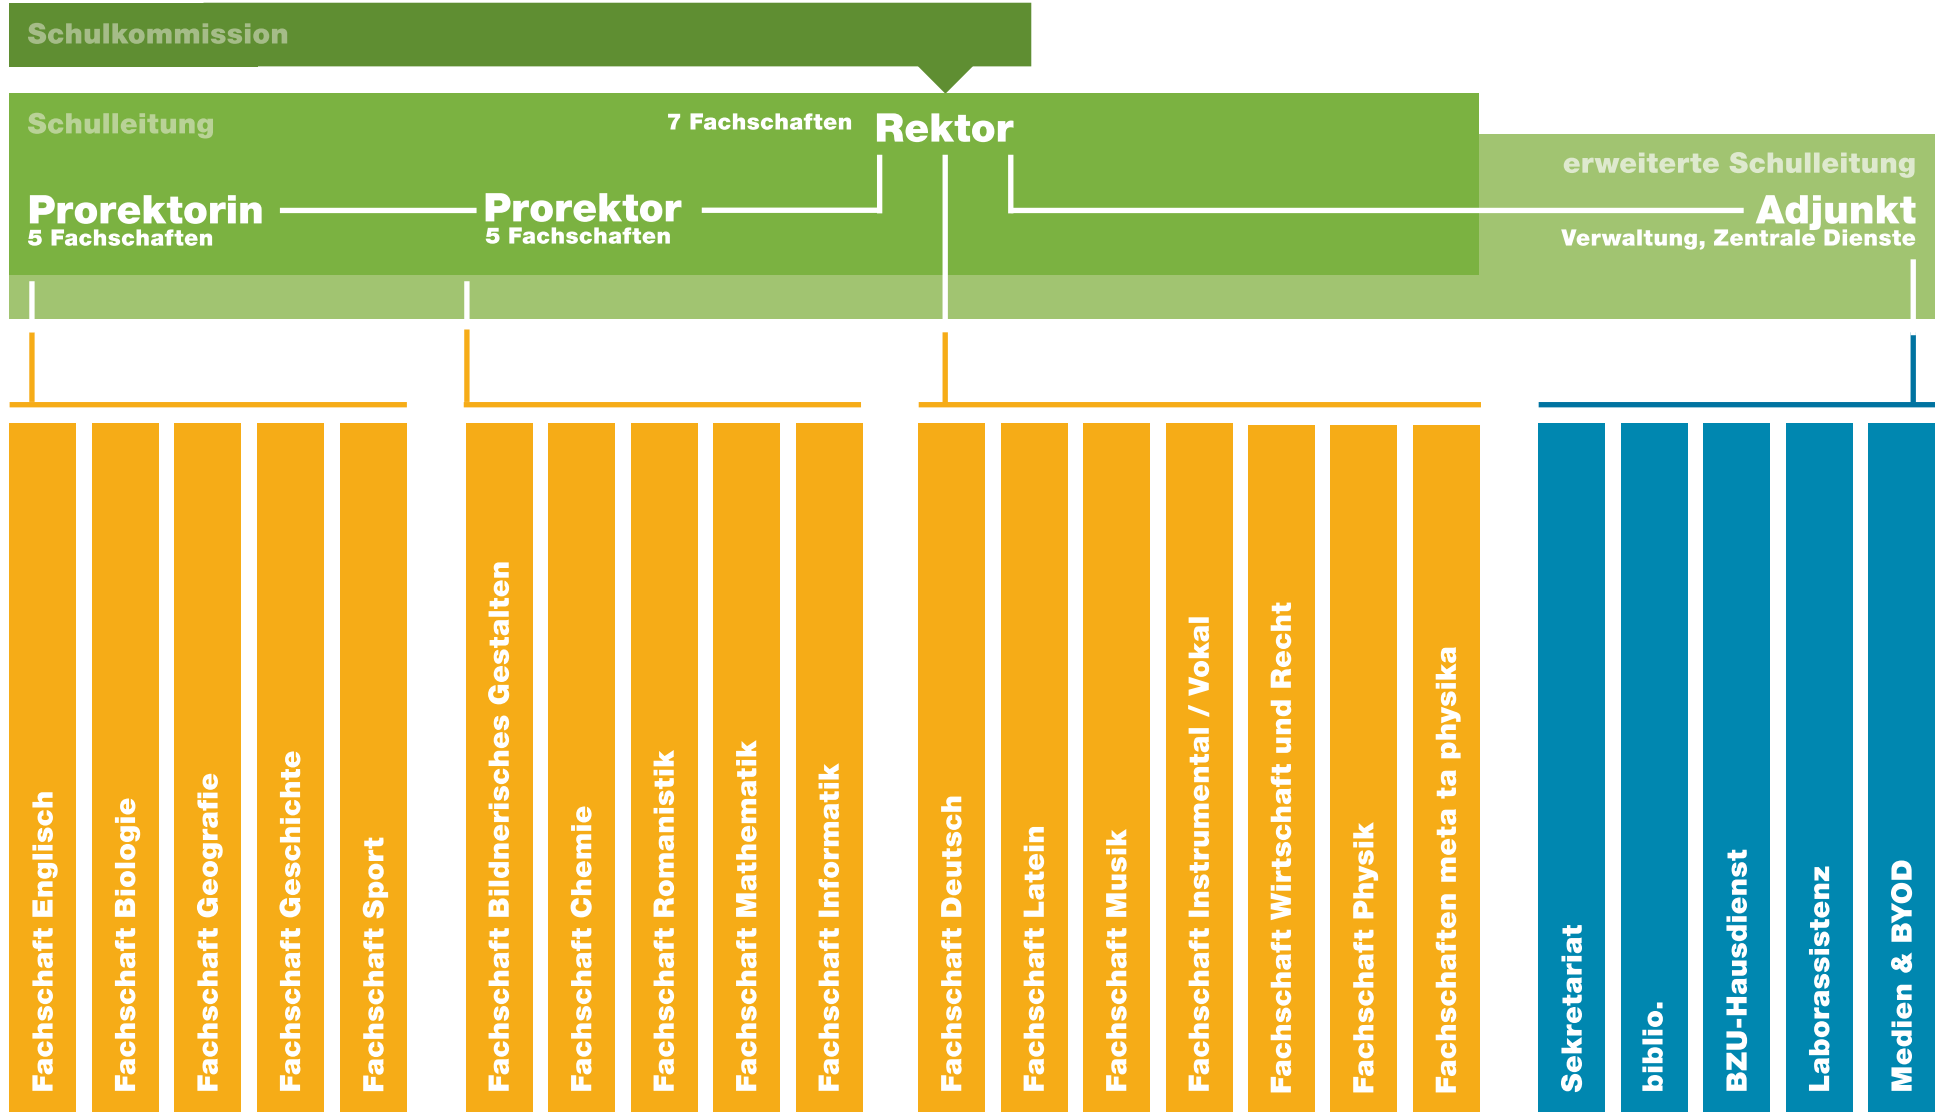 Schulkommission
Schulleitung
7 Fachschaften
Rektor
erweiterte Schulleitung
Prorektorin
5 Fachschaften
Prorektor
5 Fachschaften
Adjunkt
Verwaltung, Zentrale Dienste
Fachschaft Englisch
Fachschaft Biologie
Fachschaft Geografie
Fachschaft Geschichte
Fachschaft Sport
Fachschaft Bildnerisches Gestalten
Fachschaft Chemie
Fachschaft Romanistik
Fachschaft Mathematik
Fachschaft Informatik
Fachschaft Deutsch
Fachschaft Latein
Fachschaft Musik
Fachschaft Instrumental / Vokal
Fachschaft Wirtschaft und Recht
Fachschaft Physik
Fachschaften meta ta physika
Sekretariat
biblio.
BZU-Hausdienst
Laborassistenz
Medien & BYOD